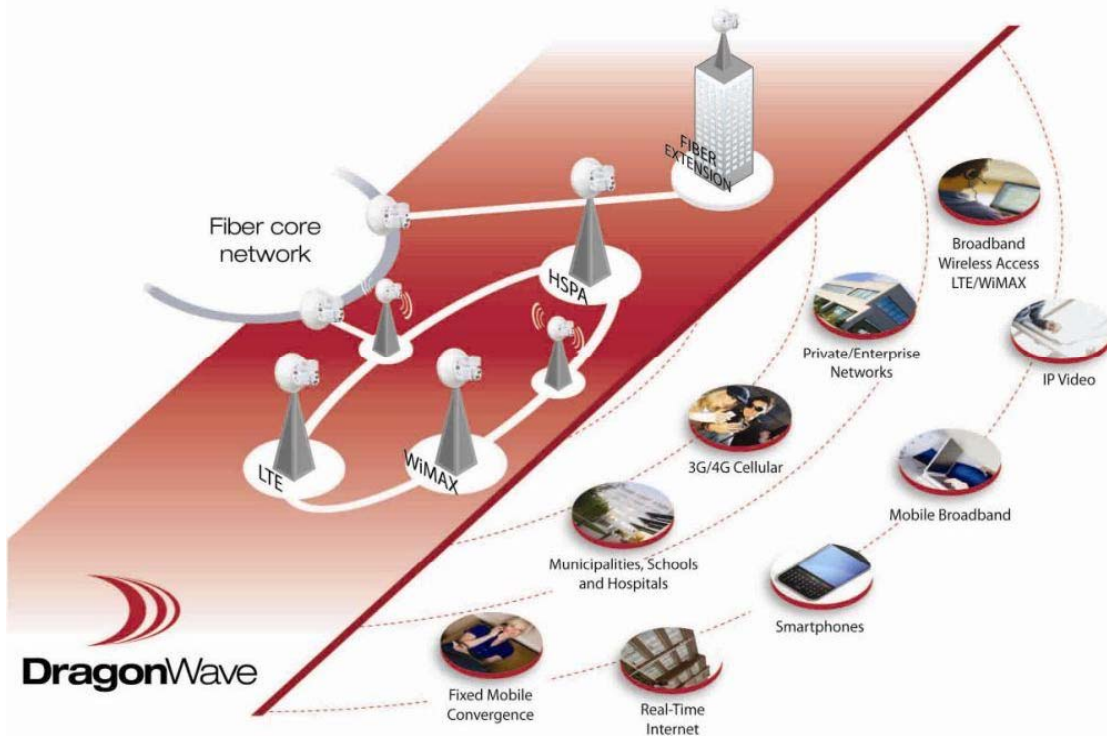 FIBER
EXTENSION
Fiber core
network
HSPA
LTE
WiMAX
Broadband
Wireless Access
LTE/WiMAX
Private/Enterprise
Networks
IP Video
3G/4G Cellular
Mobile Broadband
Municipalities, Schools
and Hospitals
Smartphones
Fixed Mobile
Convergence
Real-Time
Internet
DragonWave